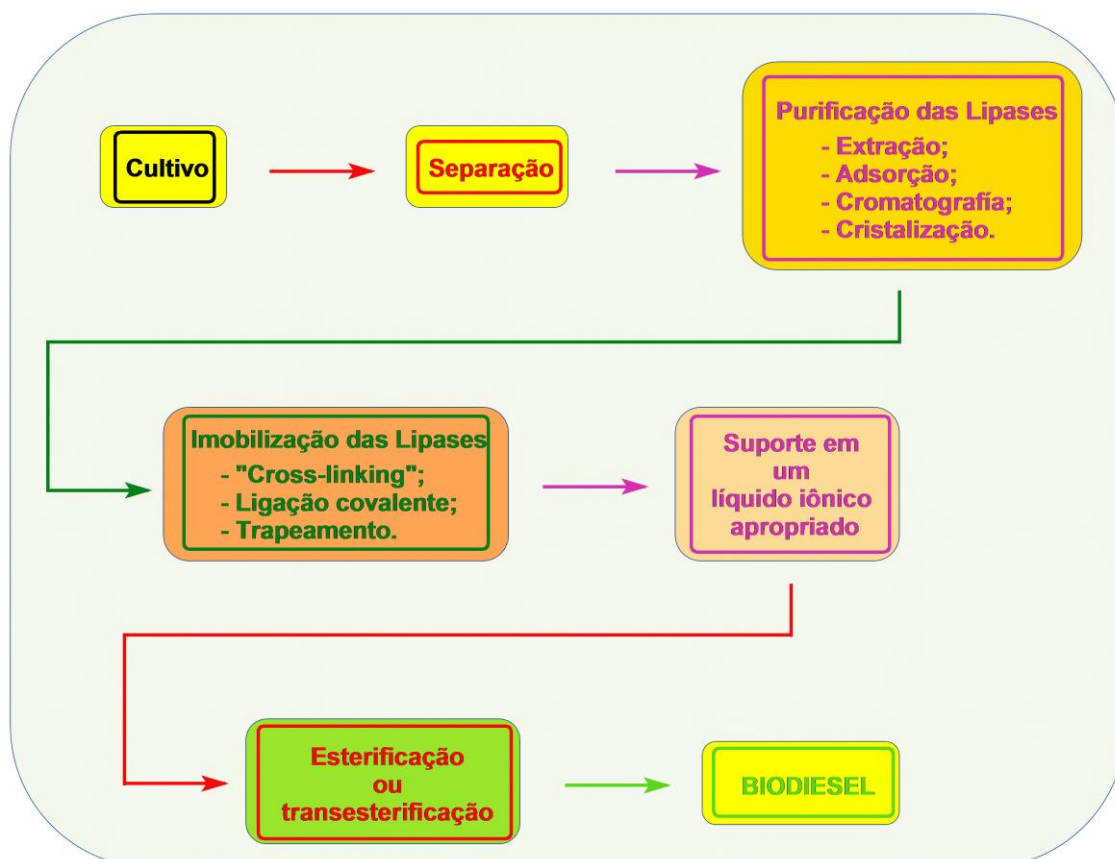 Cultivo
Separação
Purificação das Lipases
- Extração;
- Adsorção;
- Cromatografía;
- Cristalização.
Imobilização das Lipases
- "Cross-linking";
- Ligação covalente;
- Trapeamento.
Suporte em
um
líquido iônico
apropriado
Esterificação
ou
transesterificação
BIODIESEL